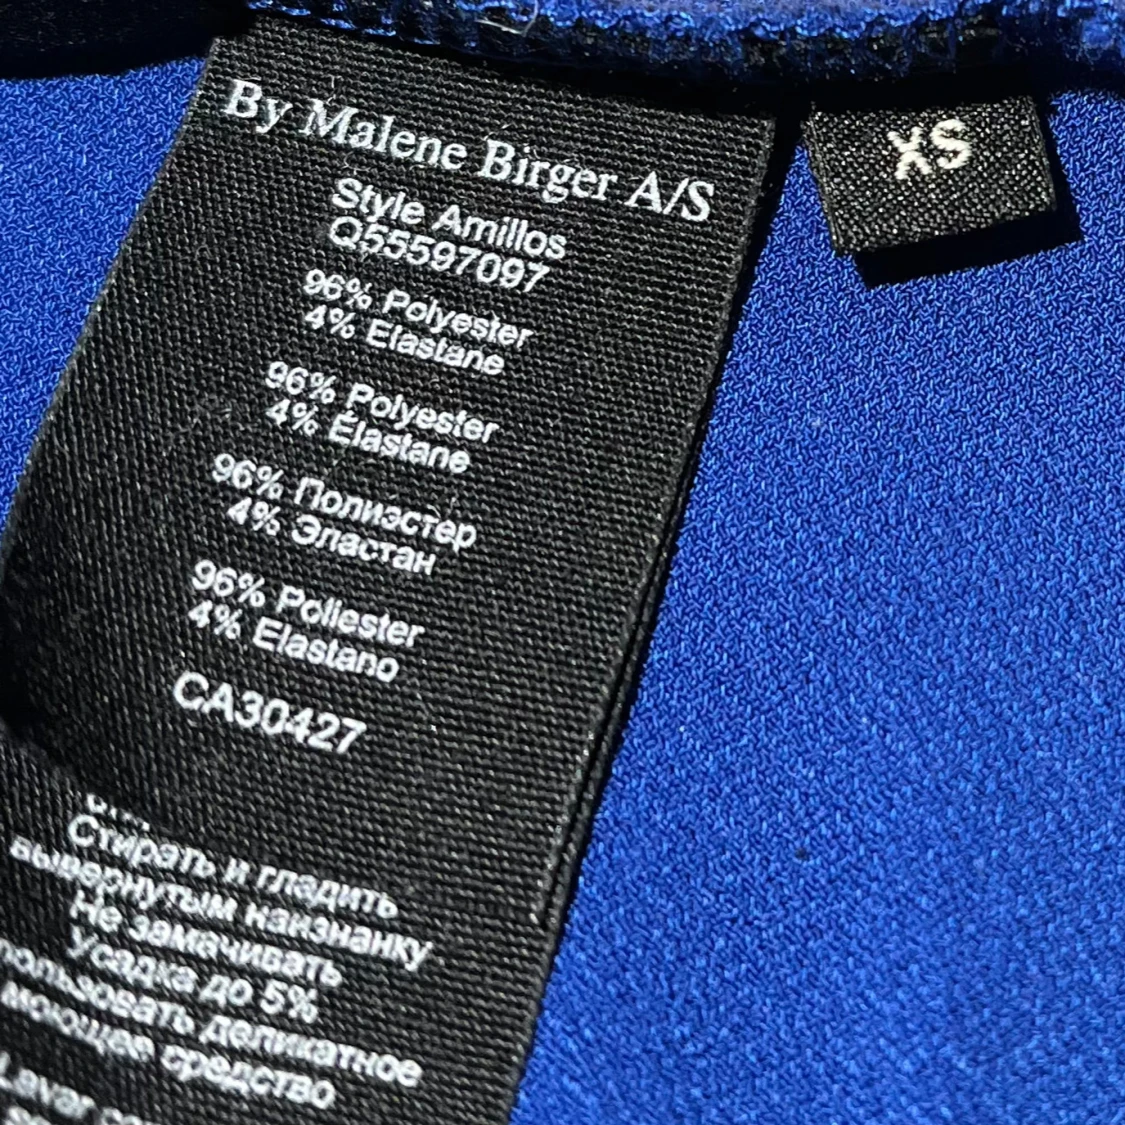 By Malene Birger A/S
XS
Style Amillos
Q55597097
96% Polyester
4% Elastane
96% Polyester
4% Élastane
96% Полиэстер
4% Эластан
96% Poliester
4% Elastano
CA30427
Стирать и гладить
вывернутым наизнанку
Не замачивать
Усадка до 5%
деликатное
моющее средство
Lavar